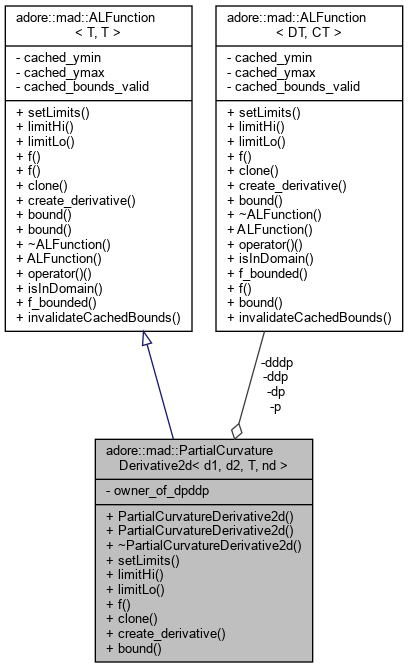 adore::mad::ALFunction
< T, T >
- cached_ymin
- cached_ymax
- cached_bounds_valid
+ setLimits()
+ limitHi()
+ limitLo()
+ f()
+ f()
+ clone()
+ create_derivative()
+ bound()
+ bound()
+ ~ALFunction()
+ ALFunction()
+ operator()()
+ isInDomain()
+ f_bounded()
+ invalidateCachedBounds()
adore::mad::ALFunction
< DT, CT >
- cached_ymin
- cached_ymax
- cached_bounds_valid
+ setLimits()
+ limitHi()
+ limitLo()
+ f()
+ clone()
+ create_derivative()
+ bound()
+ ~ALFunction()
+ ALFunction()
+ operator()()
+ isInDomain()
+ f_bounded()
+ f()
+ bound()
+ invalidateCachedBounds()
-dddp
-ddp
-dp
-p
adore::mad::PartialCurvature
Derivative2d< d1, d2, T, nd >
- owner_of_dpddp
+ PartialCurvatureDerivative2d()
+ PartialCurvatureDerivative2d()
+ ~PartialCurvatureDerivative2d()
+ setLimits()
+ limitHi()
+ limitLo()
+ f()
+ clone()
+ create_derivative()
+ bound()